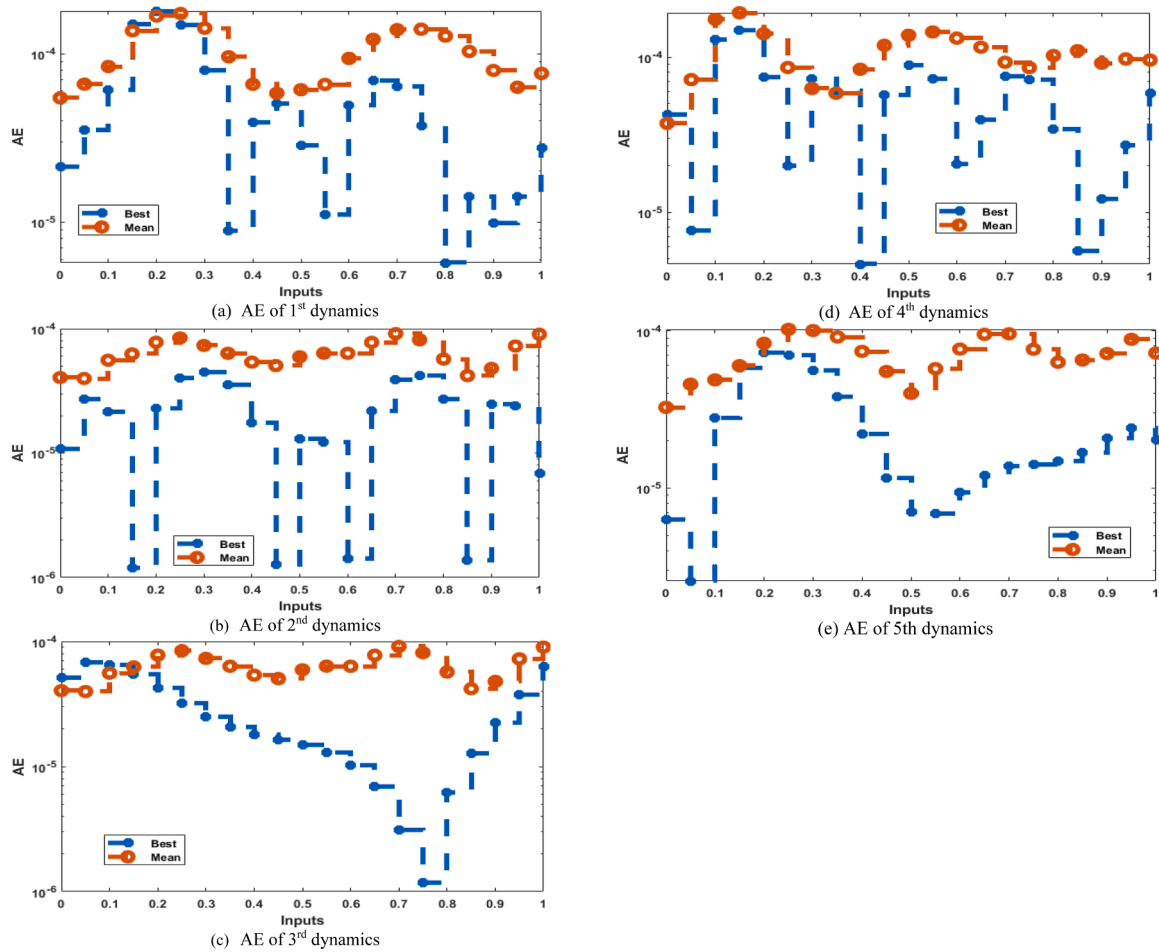 AE
10^-4
10^-5
Best
Mean
0 0.1 0.2 0.3 0.4 0.5 0.6 0.7 0.8 0.9 1
Inputs
(a) AE of 1st dynamics
AE
10^-4
10^-5
10^-6
Best
Mean
0 0.1 0.2 0.3 0.4 0.5 0.6 0.7 0.8 0.9 1
Inputs
(b) AE of 2nd dynamics
AE
10^-4
10^-5
10^-6
Best
Mean
0 0.1 0.2 0.3 0.4 0.5 0.6 0.7 0.8 0.9 1
Inputs
(c) AE of 3rd dynamics
AE
10^-4
10^-5
Best
Mean
0 0.1 0.2 0.3 0.4 0.5 0.6 0.7 0.8 0.9 1
Inputs
(d) AE of 4th dynamics
AE
10^-4
10^-5
Best
Mean
0 0.1 0.2 0.3 0.4 0.5 0.6 0.7 0.8 0.9 1
Inputs
(e) AE of 5th dynamics